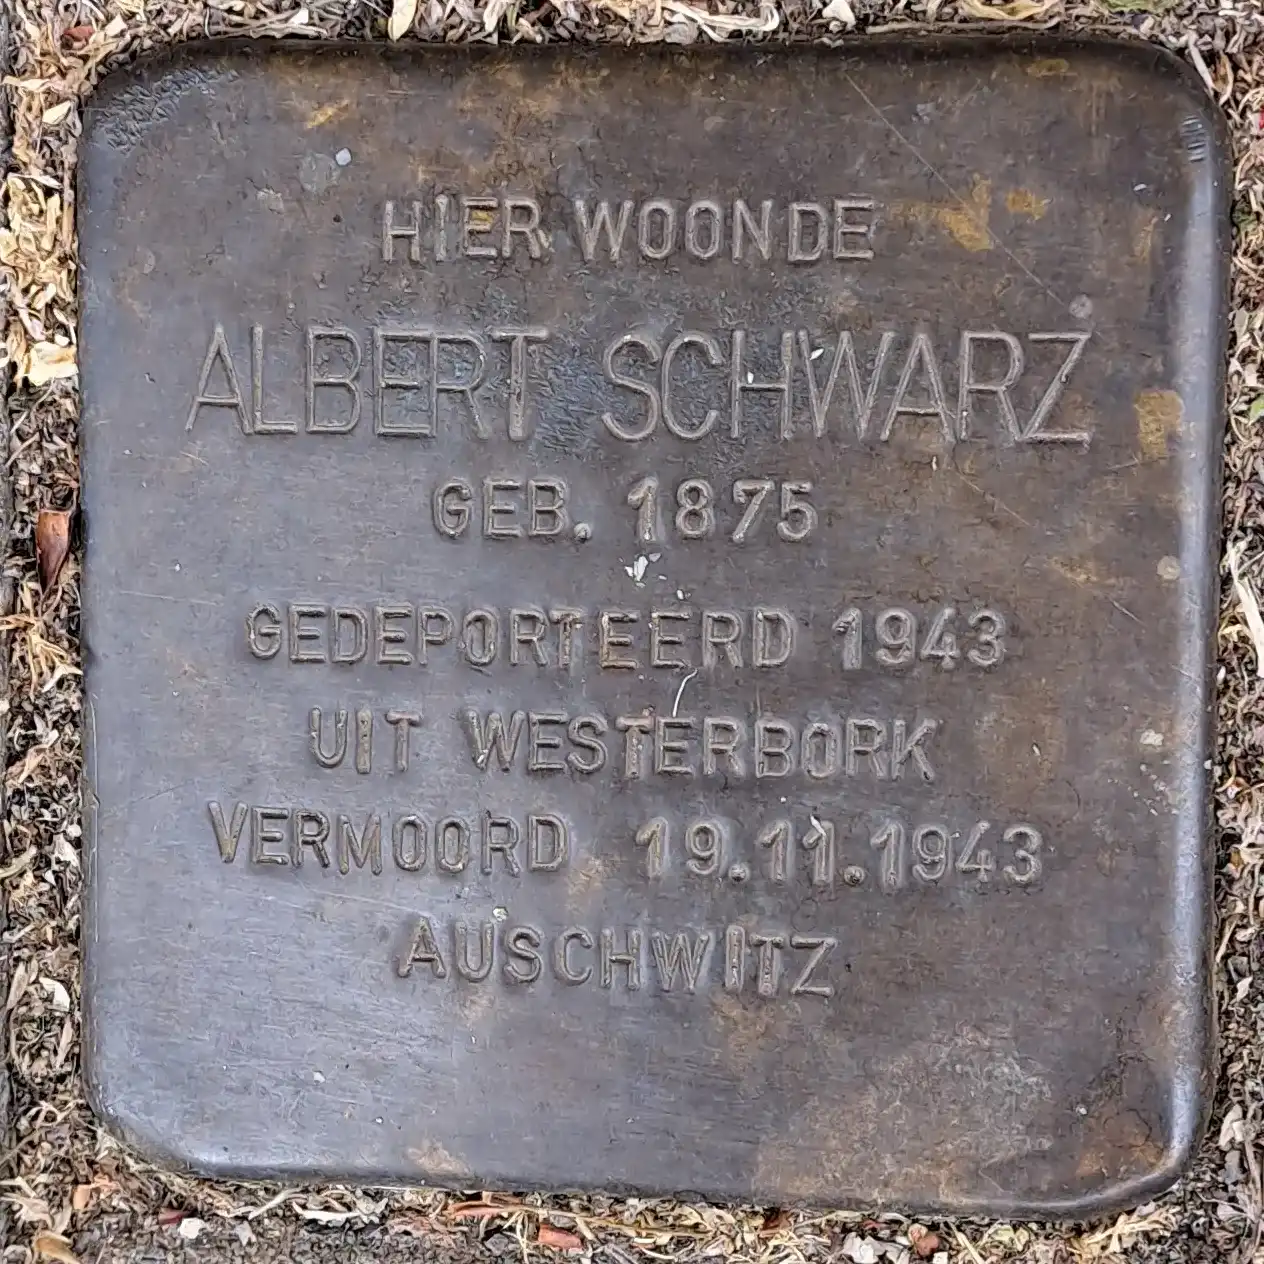 HIER WOONDE
ALBERT SCHWARZ
GEB. 1875
GEDEPORTEERD 1943
UIT WESTERBORK
VERMOORD 19.11.1943
AUSCHWITZ